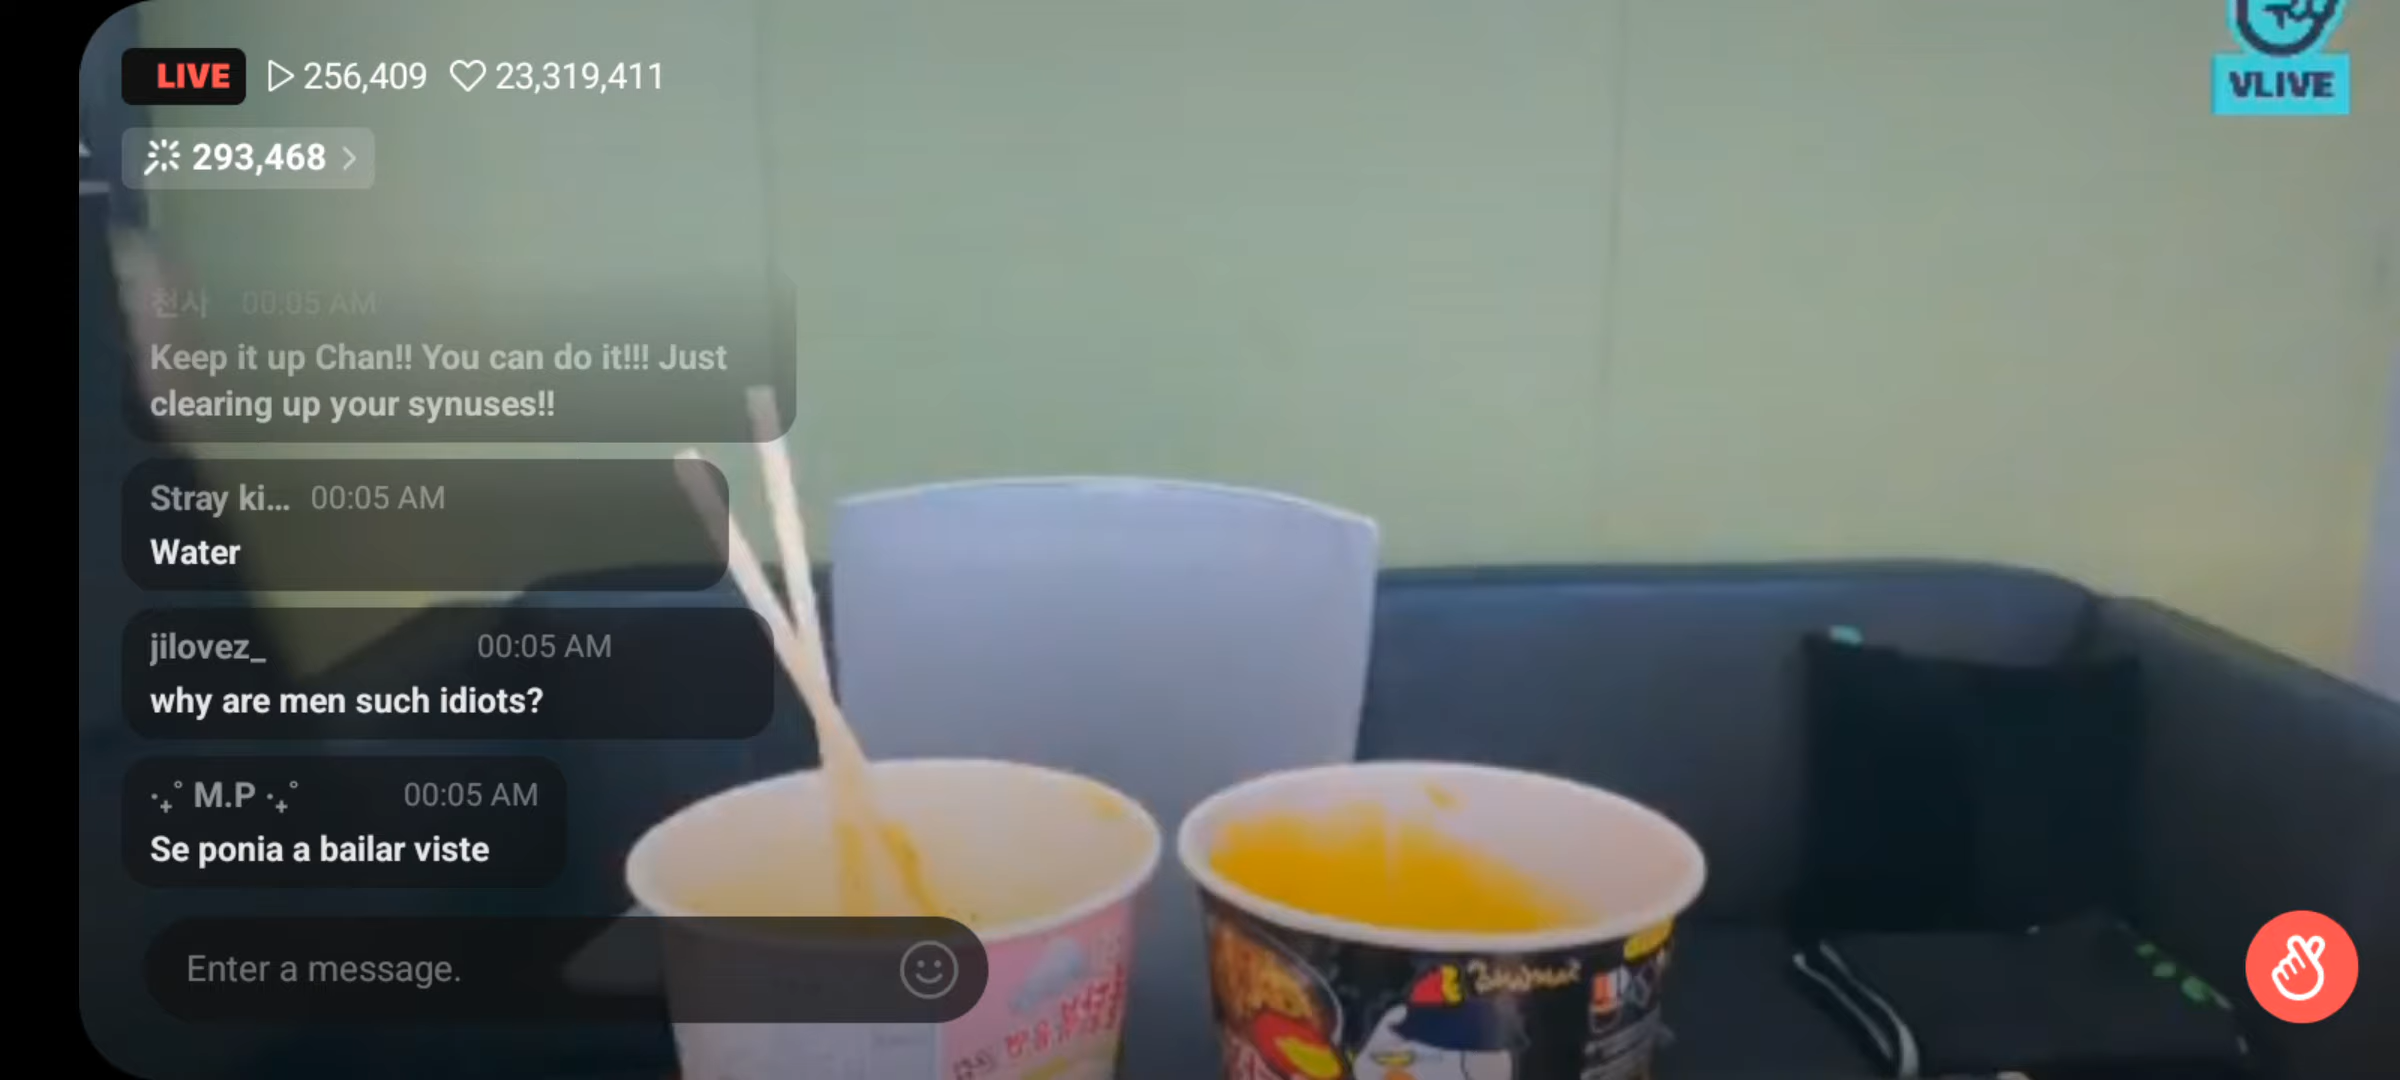 LIVE 256,409 23,319,411
VLIVE
293,468
천사 00:05 AM
Keep it up Chan!! You can do it!!! Just
clearing up your synuses!!
Stray ki... 00:05 AM
Water
jilovez_ 00:05 AM
why are men such idiots?
·₊˚ M.P ·₊˚ 00:05 AM
Se ponia a bailar viste
Enter a message.